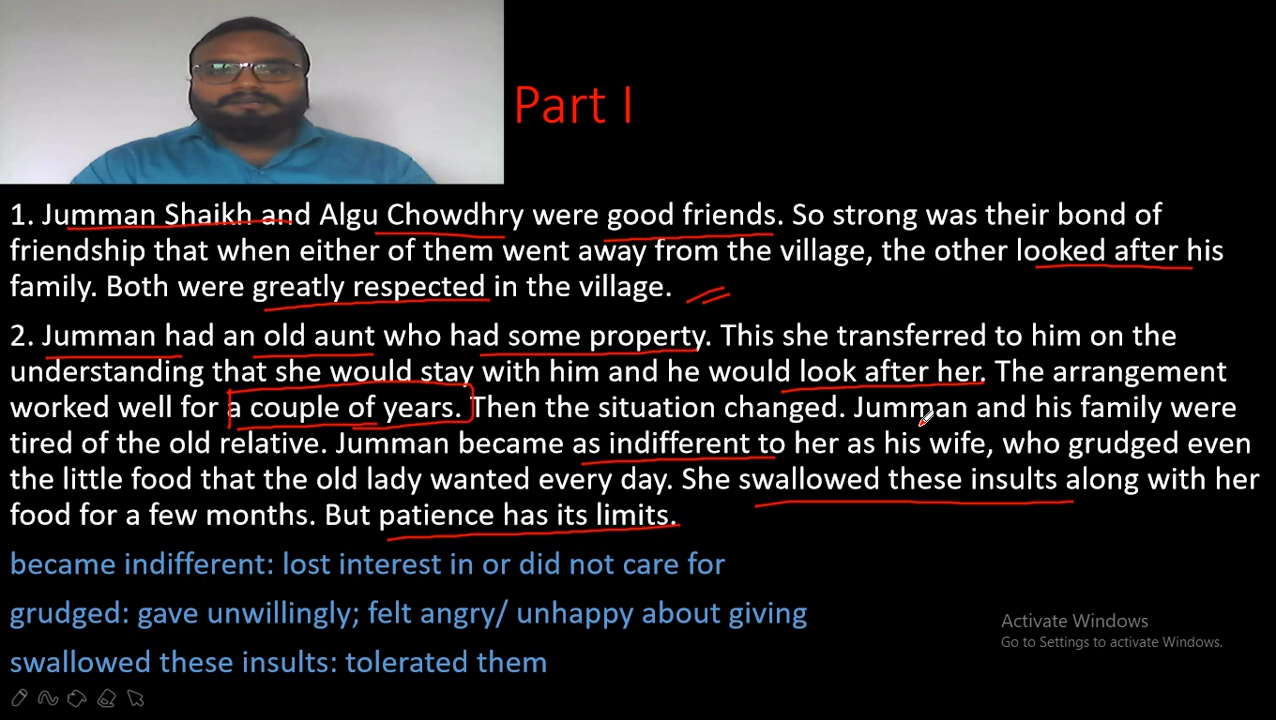 Part I
1. Jumman Shaikh and Algu Chowdhry were good friends. So strong was their bond of
friendship that when either of them went away from the village, the other looked after his
family. Both were greatly respected in the village.
2. Jumman had an old aunt who had some property. This she transferred to him on the
understanding that she would stay with him and he would look after her. The arrangement
worked well for a couple of years. Then the situation changed. Jumman and his family were
tired of the old relative. Jumman became as indifferent to her as his wife, who grudged even
the little food that the old lady wanted every day. She swallowed these insults along with her
food for a few months. But patience has its limits.
became indifferent: lost interest in or did not care for
grudged: gave unwillingly; felt angry/ unhappy about giving
swallowed these insults: tolerated them
Activate Windows
Go to Settings to activate Windows.